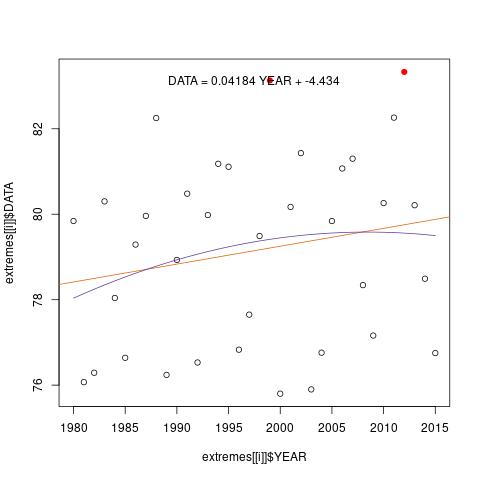 DATA = 0.04184 YEAR + -4.434
82
80
78
76
extremes[[i]]$DATA
1980 1985 1990 1995 2000 2005 2010 2015
extremes[[i]]$YEAR